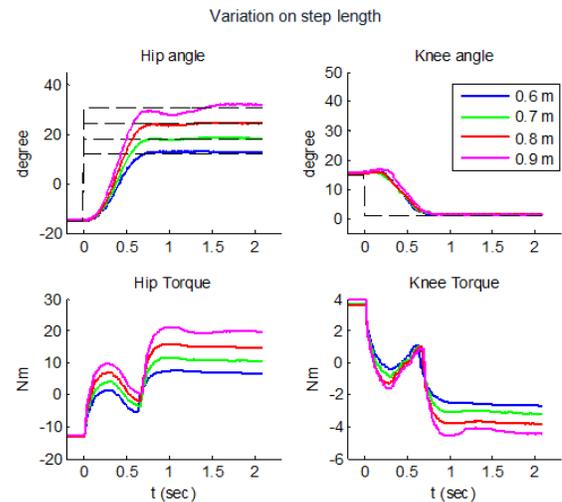 Variation on step length
Hip angle
Knee angle
degree
40
20
0
-20
0 0.5 1 1.5 2
degree
50
40
30
20
10
0
0 0.5 1 1.5 2
0.6 m
0.7 m
0.8 m
0.9 m
Hip Torque
Knee Torque
Nm
30
20
10
0
-10
-20
0 0.5 1 1.5 2
t (sec)
Nm
4
2
0
-2
-4
-6
0 0.5 1 1.5 2
t (sec)